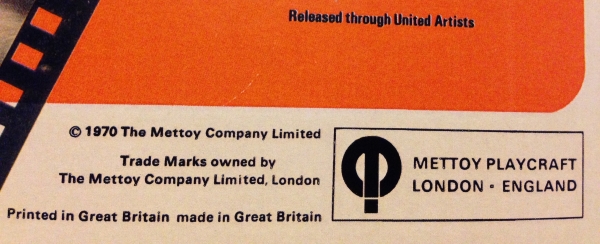 Released through United Artists
© 1970 The Mettoy Company Limited
Trade Marks owned by
The Mettoy Company Limited, London
Printed in Great Britain made in Great Britain
METTOY PLAYCRAFT
LONDON • ENGLAND